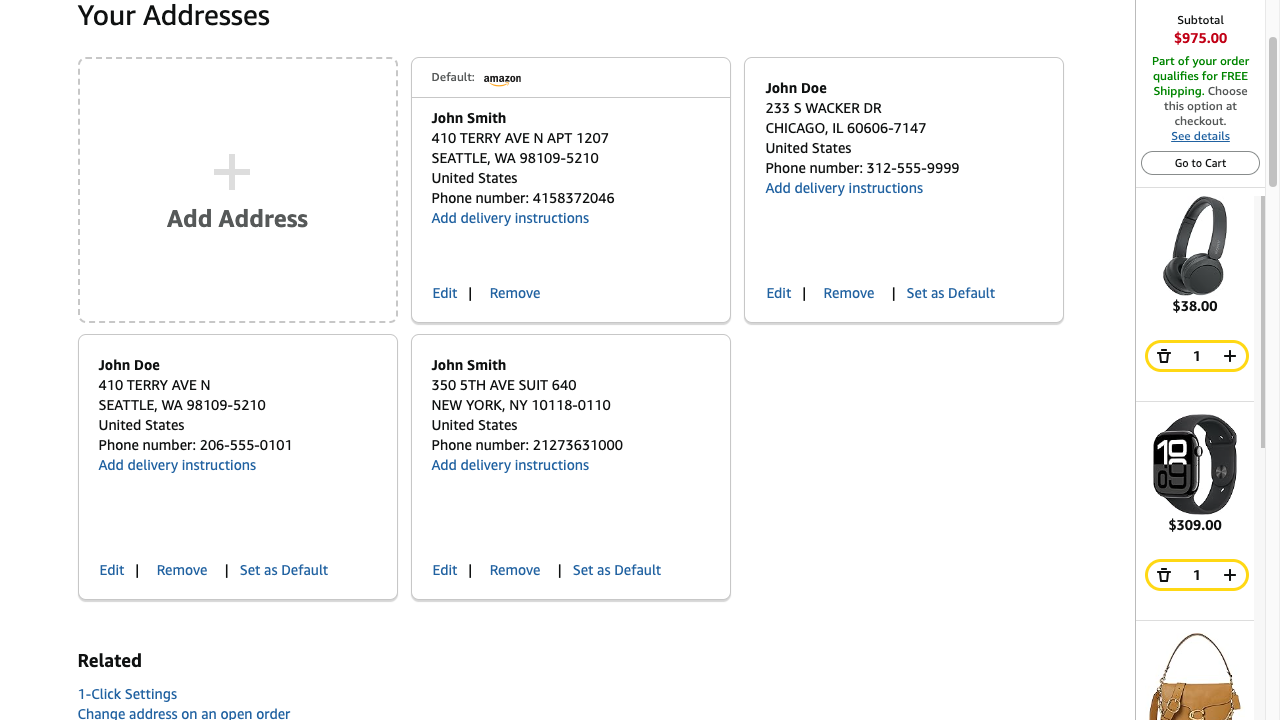 Your Addresses
Add Address
Default: amazon
John Smith
410 TERRY AVE N APT 1207
SEATTLE, WA 98109-5210
United States
Phone number: 4158372046
Add delivery instructions
Edit | Remove
John Doe
233 S WACKER DR
CHICAGO, IL 60606-7147
United States
Phone number: 312-555-9999
Add delivery instructions
Edit | Remove | Set as Default
John Doe
410 TERRY AVE N
SEATTLE, WA 98109-5210
United States
Phone number: 206-555-0101
Add delivery instructions
Edit | Remove | Set as Default
John Smith
350 5TH AVE SUIT 640
NEW YORK, NY 10118-0110
United States
Phone number: 21273631000
Add delivery instructions
Edit | Remove | Set as Default
Related
1-Click Settings
Change address on an open order
Subtotal
$975.00
Part of your order
qualifies for FREE
Shipping. Choose
this option at
checkout.
See details
Go to Cart
$38.00
1
10
09
$309.00
1